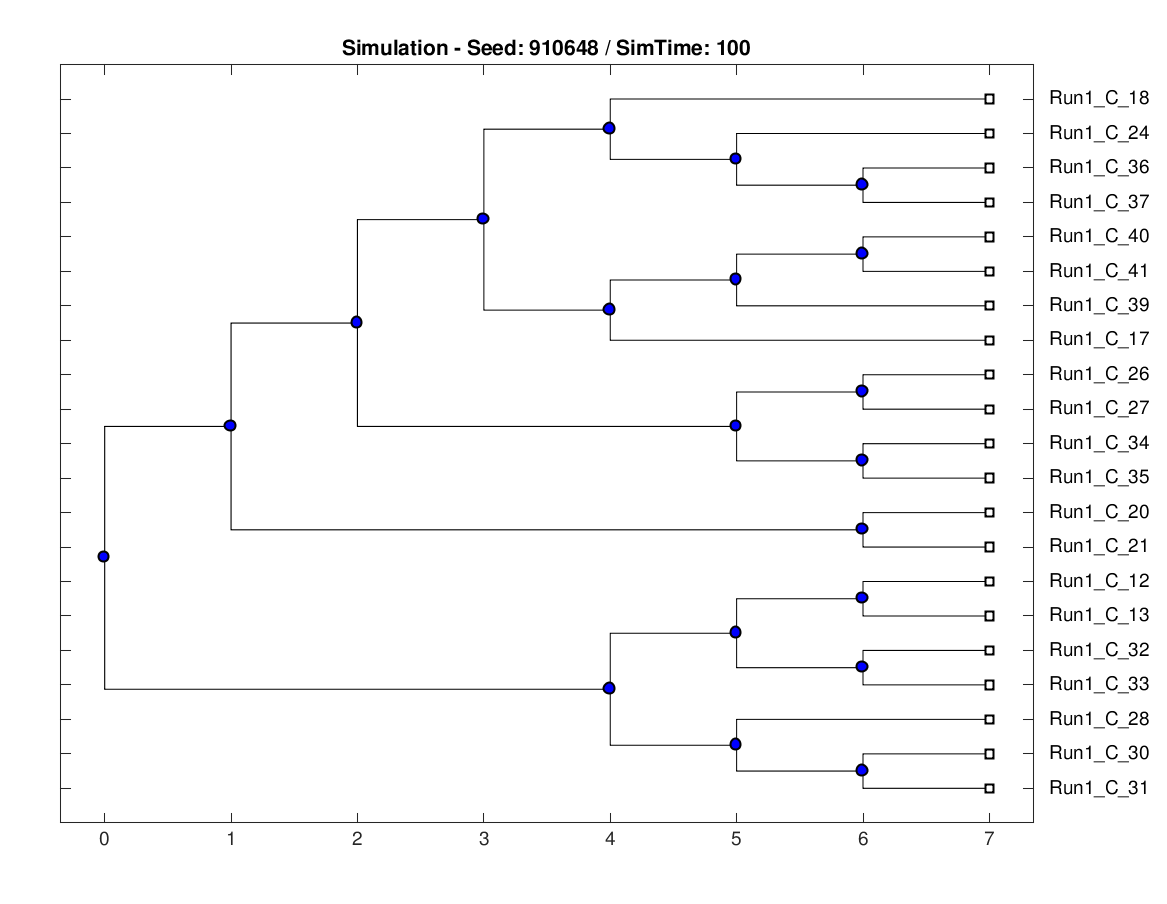 Simulation - Seed: 910648 / SimTime: 100
Run1_C_18
Run1_C_24
Run1_C_36
Run1_C_37
Run1_C_40
Run1_C_41
Run1_C_39
Run1_C_17
Run1_C_26
Run1_C_27
Run1_C_34
Run1_C_35
Run1_C_20
Run1_C_21
Run1_C_12
Run1_C_13
Run1_C_32
Run1_C_33
Run1_C_28
Run1_C_30
Run1_C_31
0 1 2 3 4 5 6 7